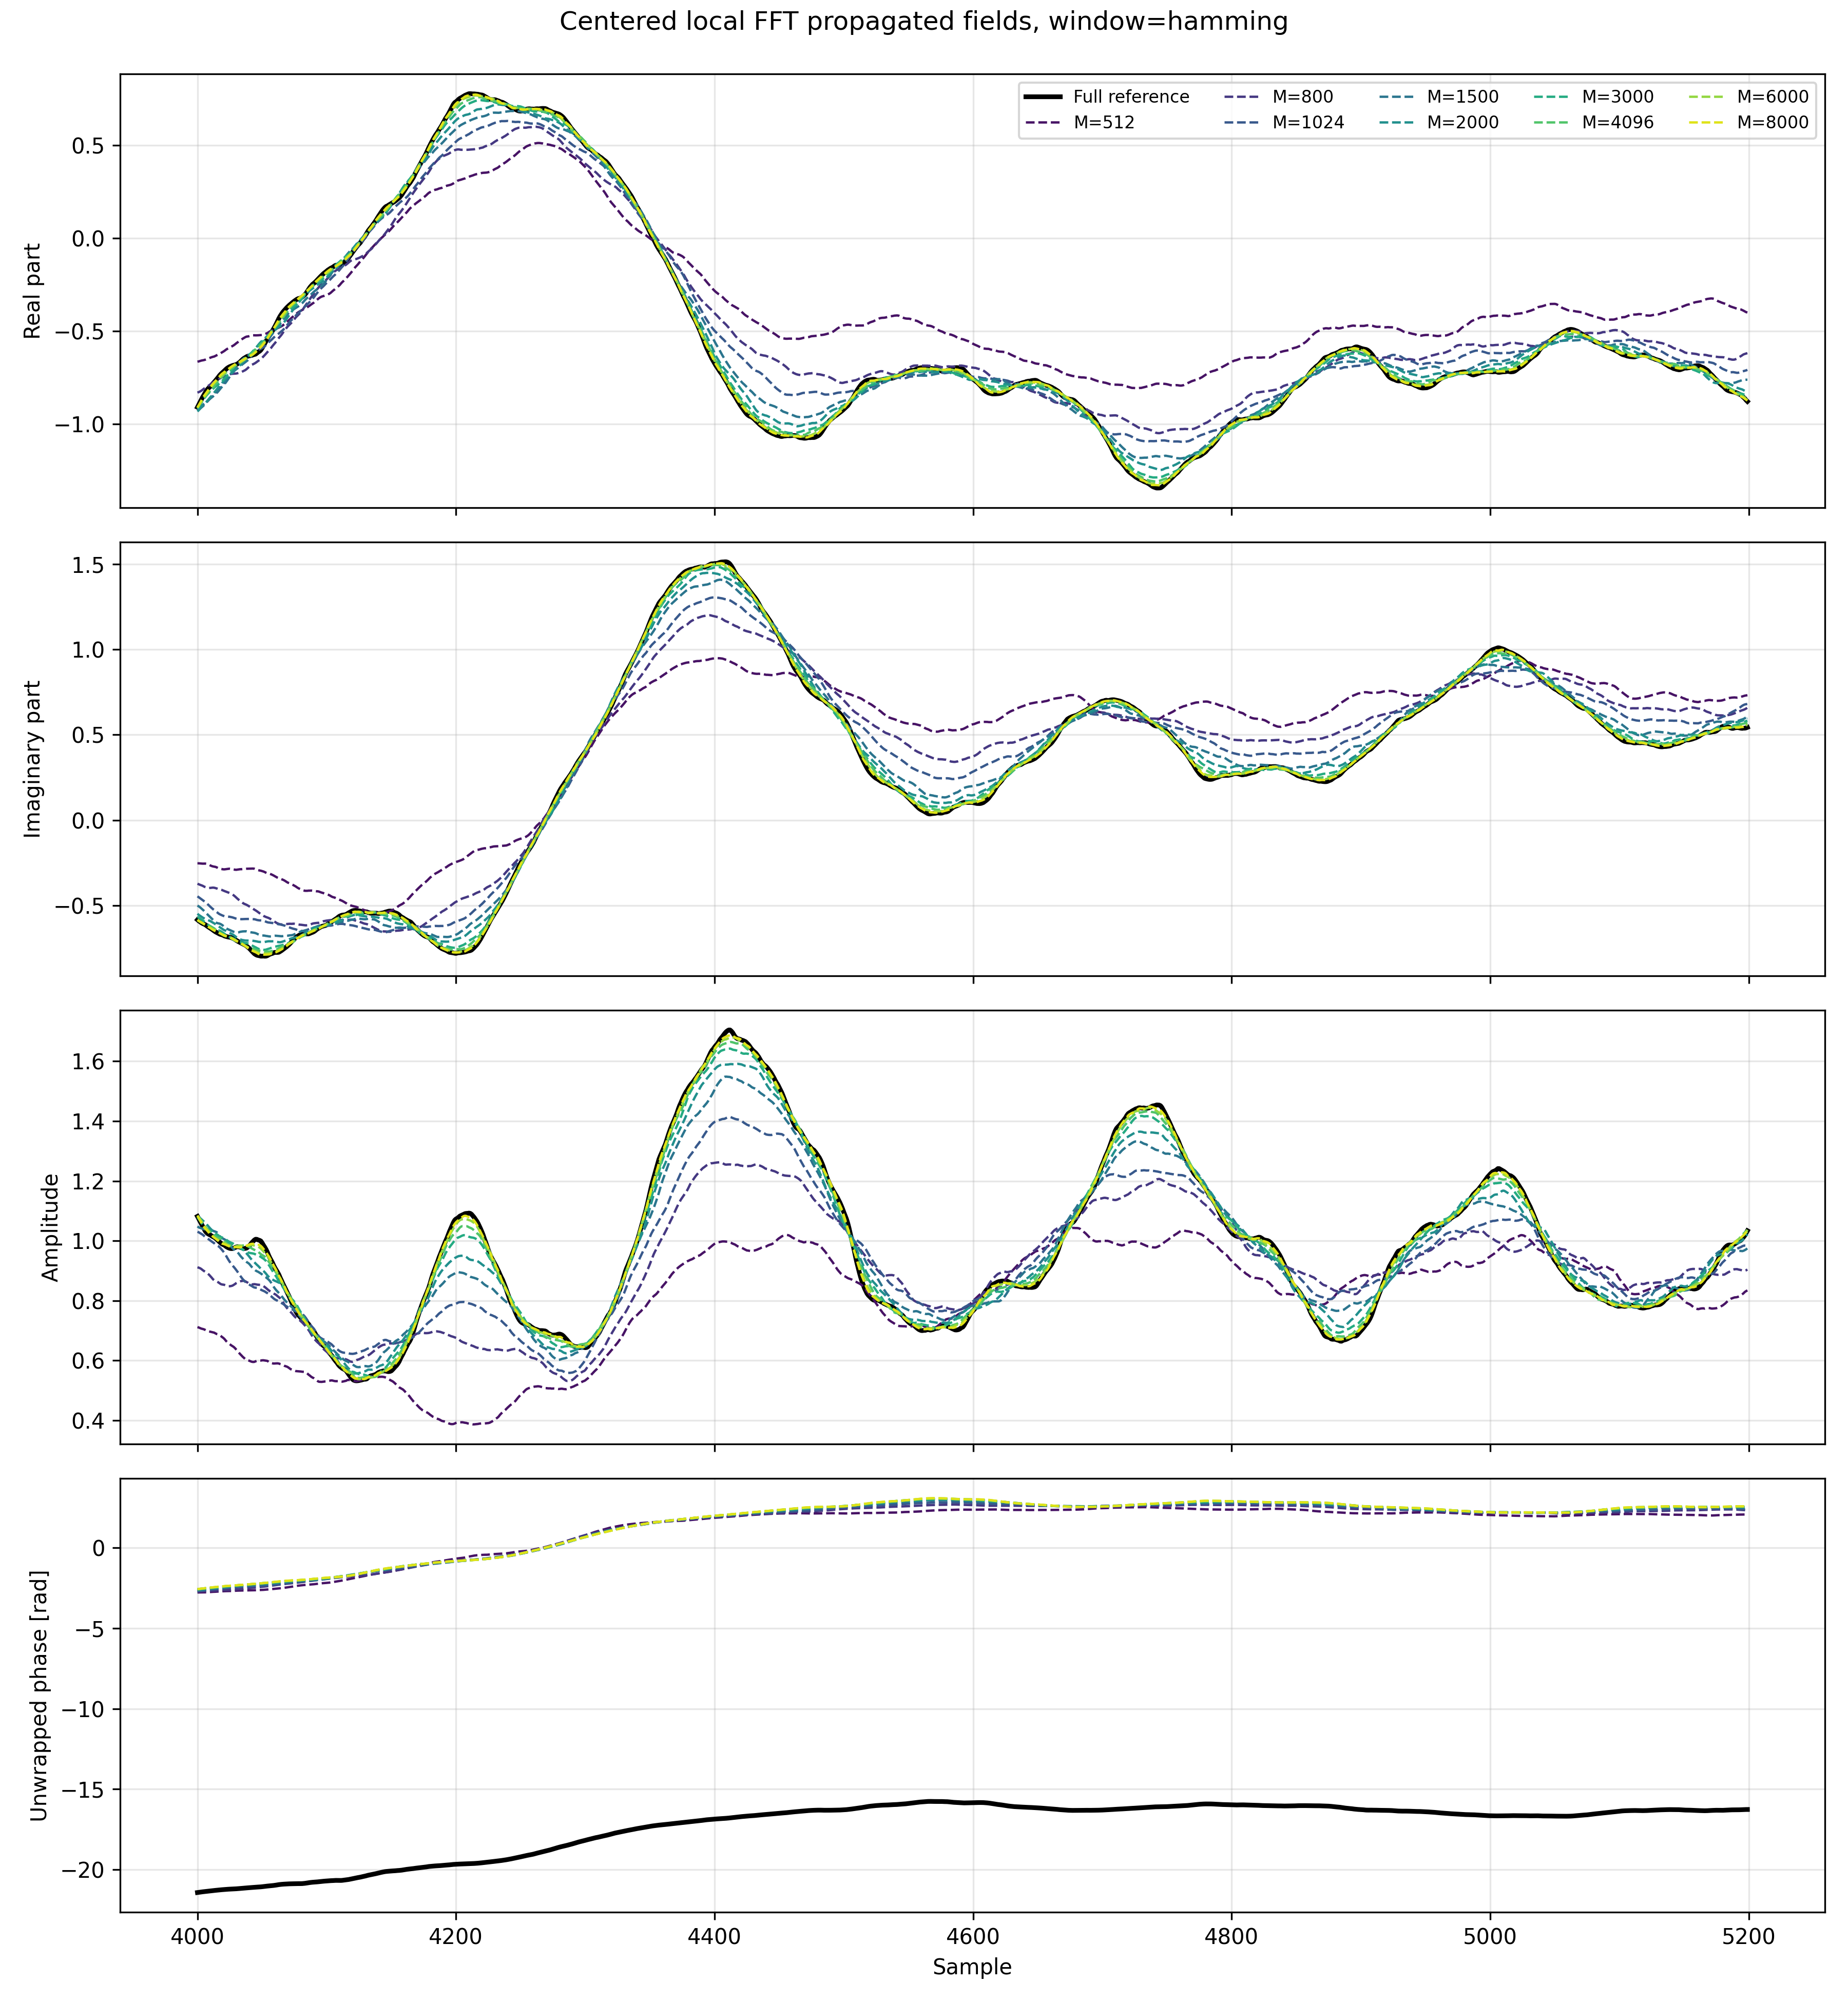 Centered local FFT propagated fields, window=hamming
Full reference
M=512
M=800
M=1024
M=1500
M=2000
M=3000
M=4096
M=6000
M=8000
Real part
0.5
0.0
−0.5
−1.0
Imaginary part
1.5
1.0
0.5
0.0
−0.5
Amplitude
1.6
1.4
1.2
1.0
0.8
0.6
0.4
Unwrapped phase [rad]
0
−5
−10
−15
−20
4000 4200 4400 4600 4800 5000 5200
Sample